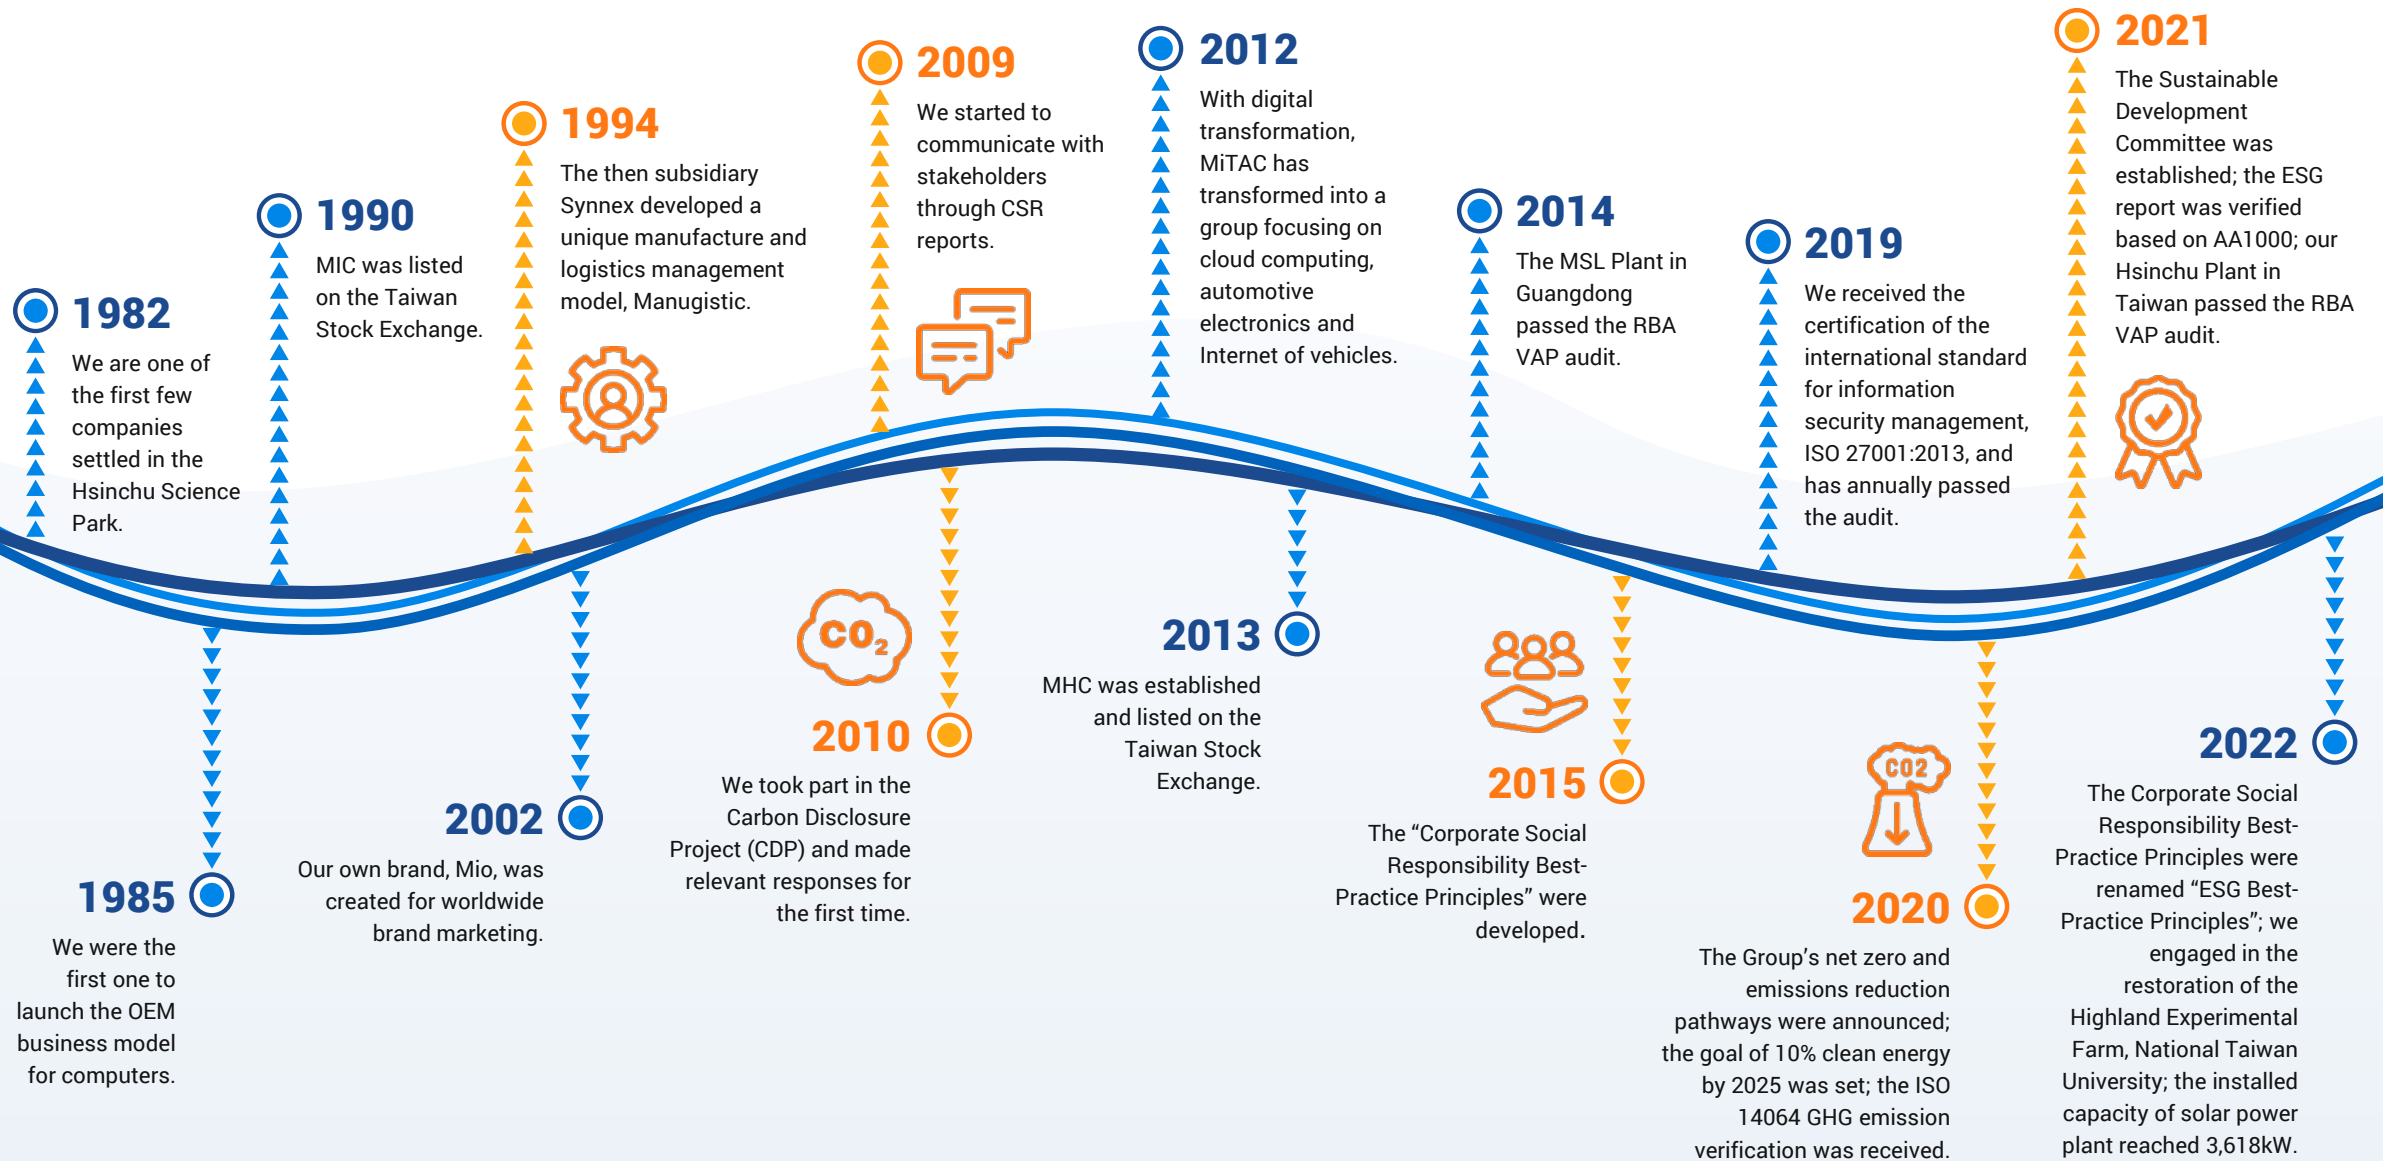 1982
We are one of
the first few
companies
settled in the
Hsinchu Science
Park.
1985
We were the
first one to
launch the OEM
business model
for computers.
1990
MIC was listed
on the Taiwan
Stock Exchange.
1994
The then subsidiary
Synnex developed a
unique manufacture and
logistics management
model, Manugistic.
2002
Our own brand, Mio, was
created for worldwide
brand marketing.
2009
We started to
communicate with
stakeholders
through CSR
reports.
CO₂
2010
We took part in the
Carbon Disclosure
Project (CDP) and made
relevant responses for
the first time.
2012
With digital
transformation,
MiTAC has
transformed into a
group focusing on
cloud computing,
automotive
electronics and
Internet of vehicles.
2013
MHC was established
and listed on the
Taiwan Stock
Exchange.
2014
The MSL Plant in
Guangdong
passed the RBA
VAP audit.
2015
The “Corporate Social
Responsibility Best-
Practice Principles” were
developed.
2019
We received the
certification of the
international standard
for information
security management,
ISO 27001:2013, and
has annually passed
the audit.
CO2
2020
The Group’s net zero and
emissions reduction
pathways were announced;
the goal of 10% clean energy
by 2025 was set; the ISO
14064 GHG emission
verification was received.
2021
The Sustainable
Development
Committee was
established; the ESG
report was verified
based on AA1000; our
Hsinchu Plant in
Taiwan passed the RBA
VAP audit.
2022
The Corporate Social
Responsibility Best-
Practice Principles were
renamed “ESG Best-
Practice Principles”; we
engaged in the
restoration of the
Highland Experimental
Farm, National Taiwan
University; the installed
capacity of solar power
plant reached 3,618kW.